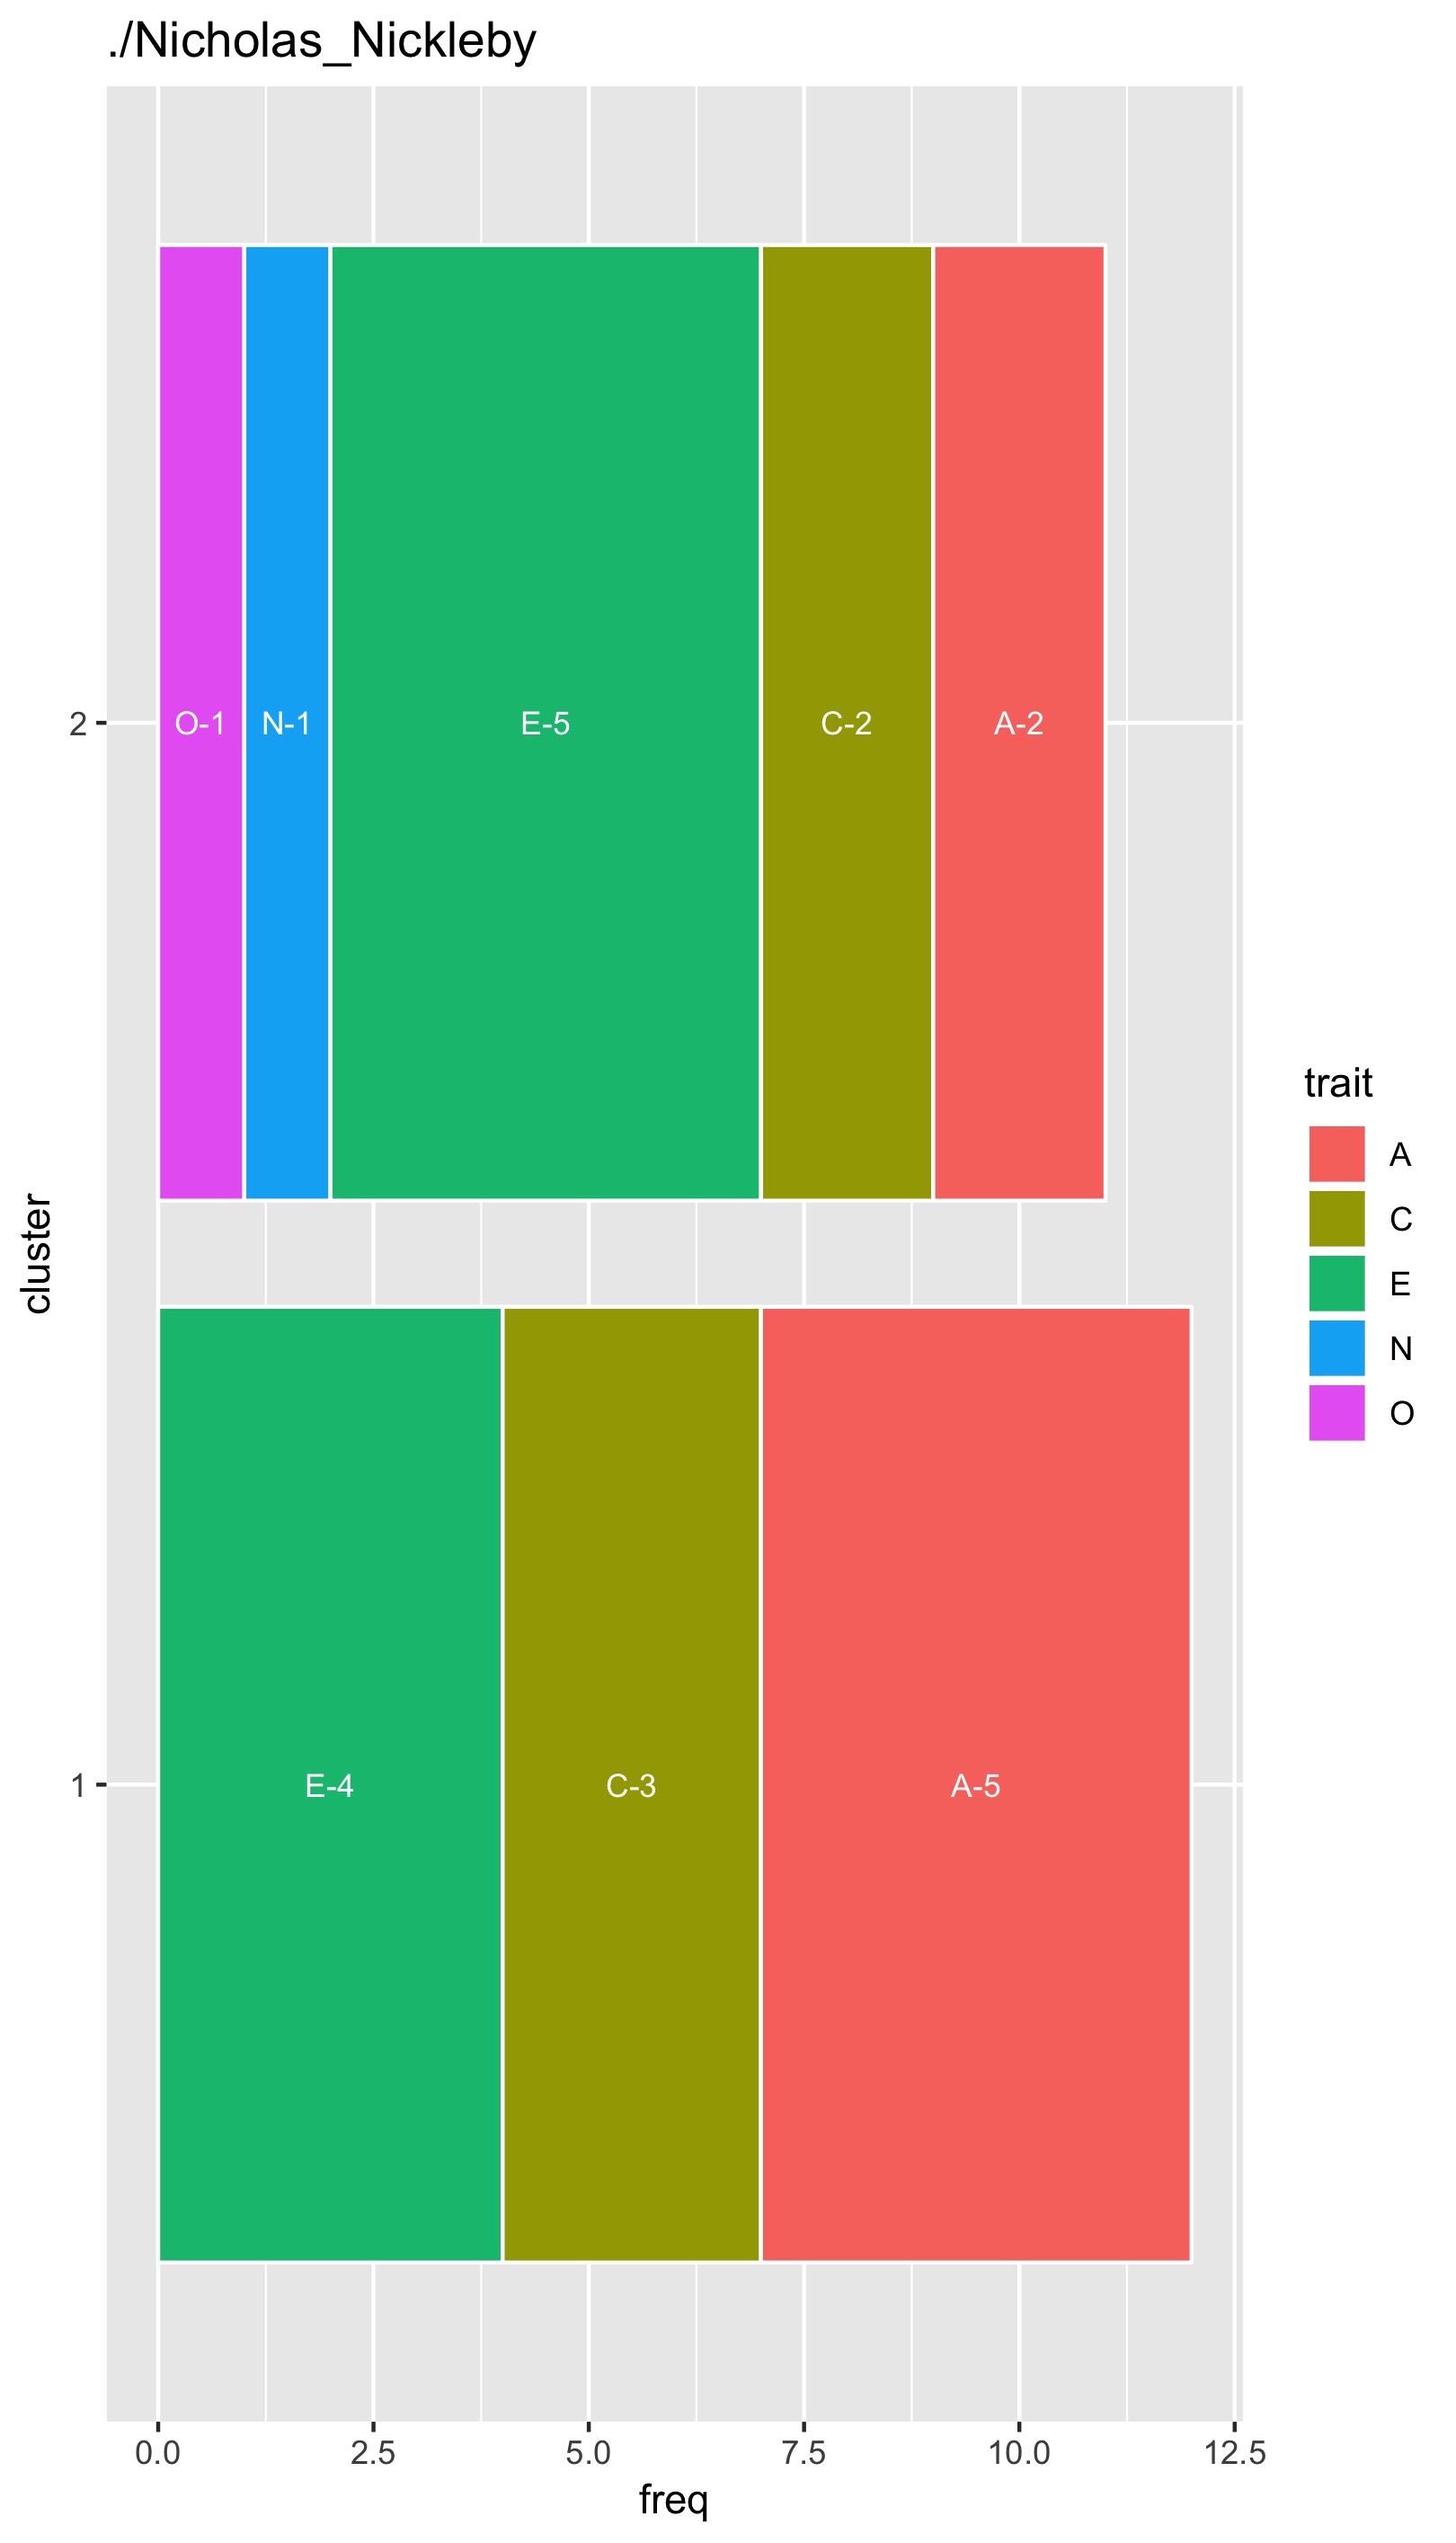 ./Nicholas_Nickleby
2
O-1
N-1
E-5
C-2
A-2
cluster
1
E-4
C-3
A-5
0.0
2.5
5.0
7.5
10.0
12.5
freq
trait
A
C
E
N
O